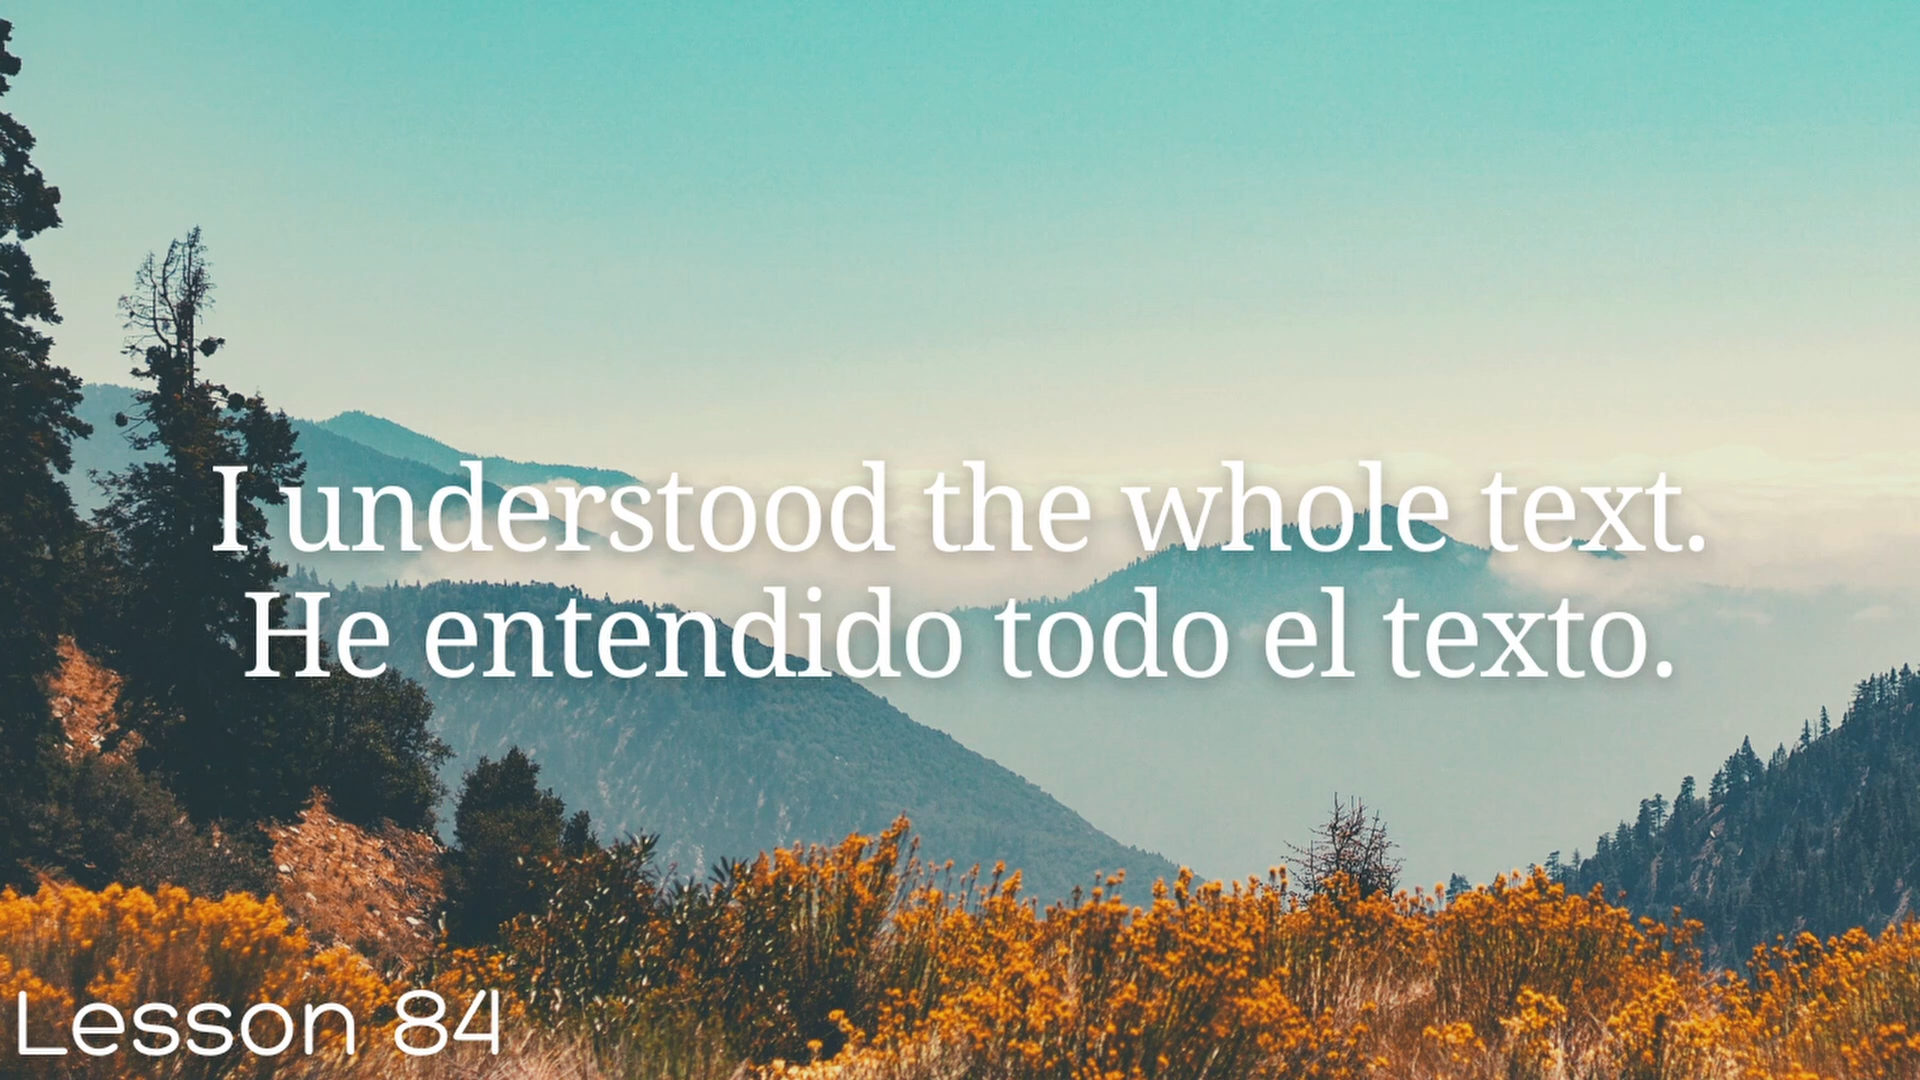 I understood the whole text.
He entendido todo el texto.
Lesson 84